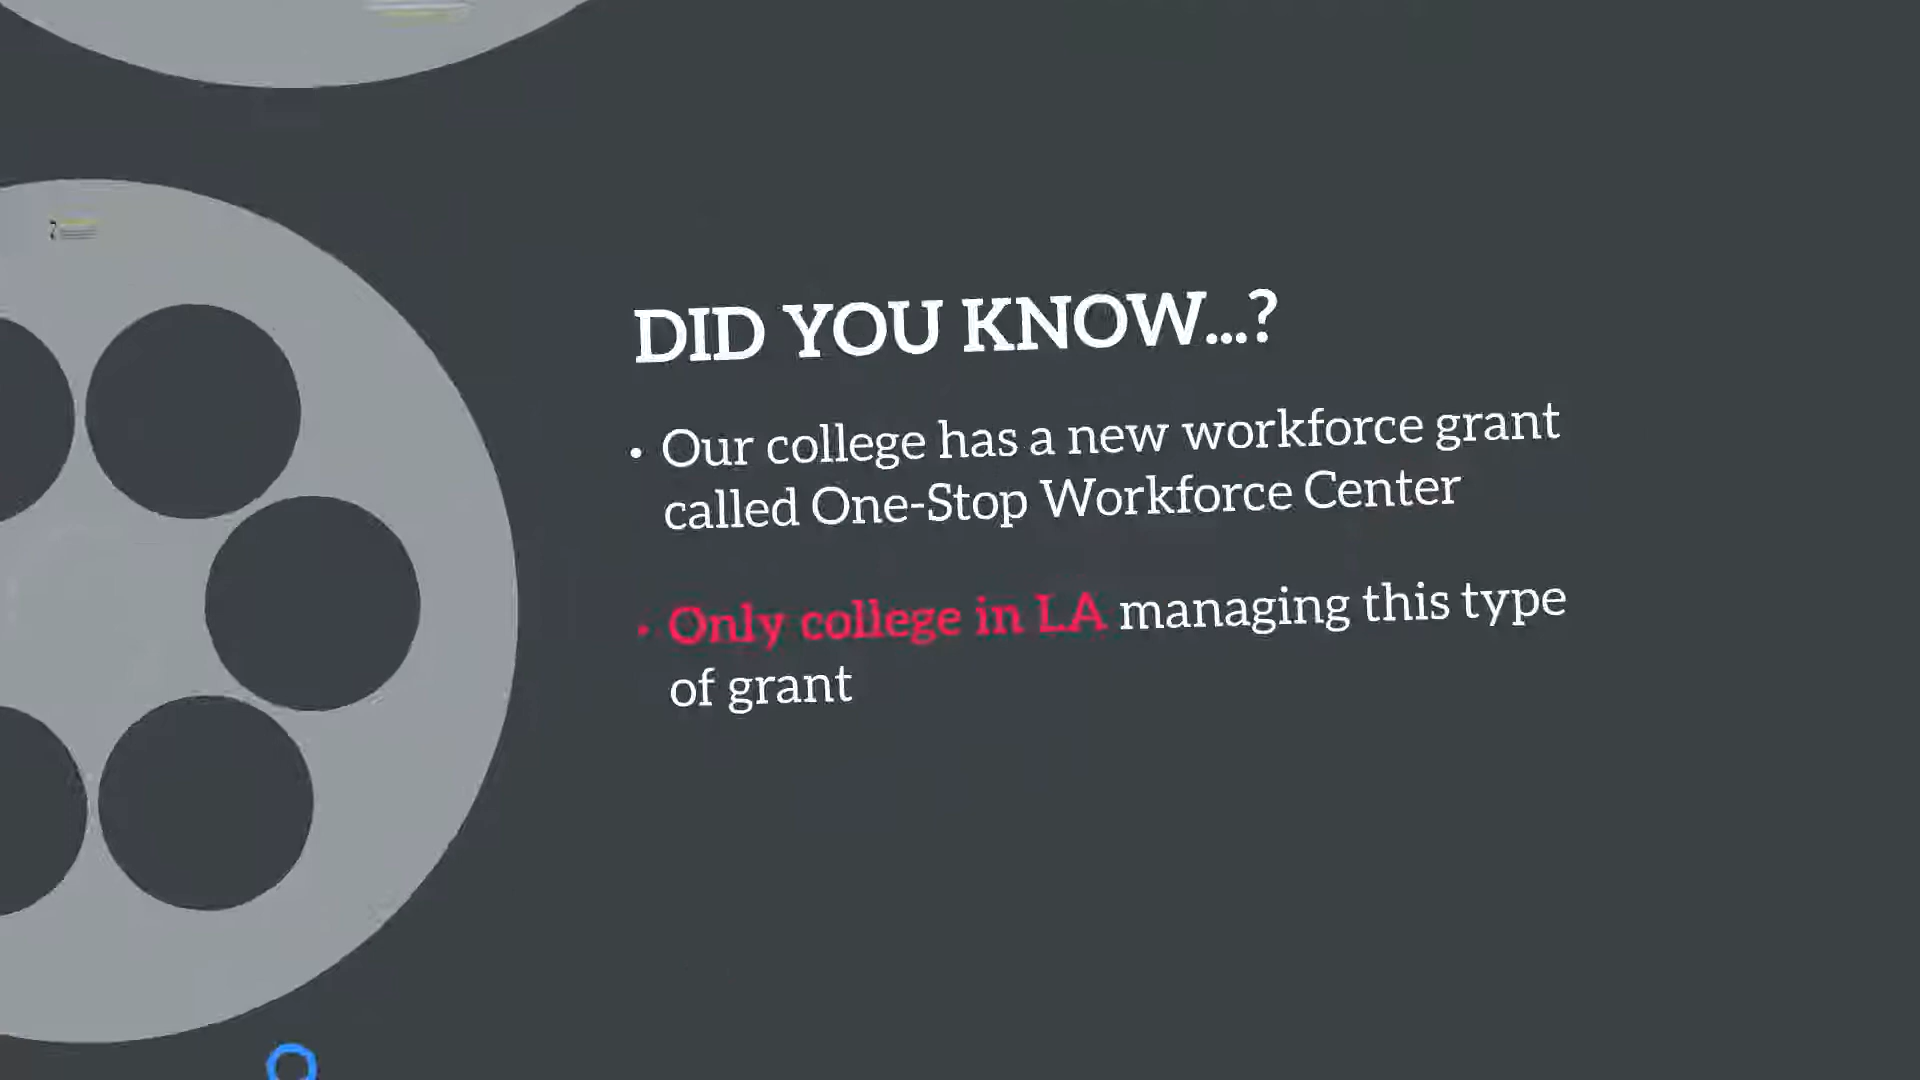 DID YOU KNOW...?
• Our college has a new workforce grant
called One-Stop Workforce Center
• Only college in LA managing this type
of grant